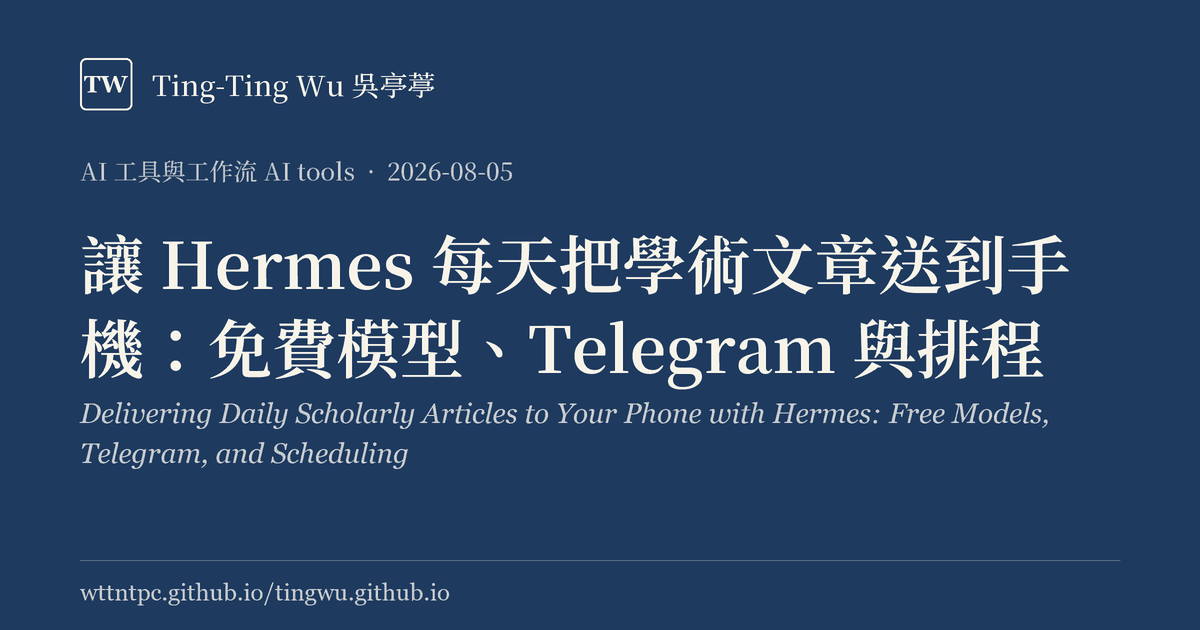 TW
Ting-Ting Wu 吳亭葶
AI 工具與工作流 AI tools · 2026-08-05
讓 Hermes 每天把學術文章送到手
機：免費模型、Telegram 與排程
Delivering Daily Scholarly Articles to Your Phone with Hermes: Free Models,
Telegram, and Scheduling
wttntpc.github.io/tingwu.github.io